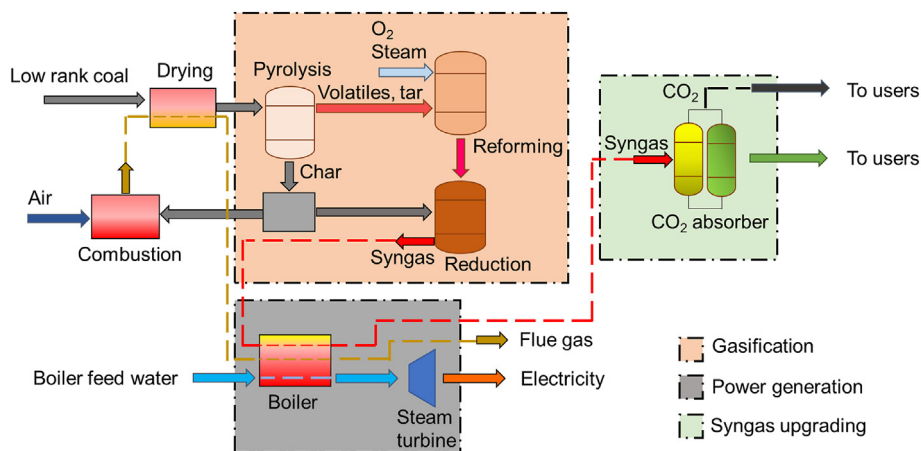 O2
Steam
Low rank coal
Drying
Pyrolysis
Volatiles, tar
CO2
To users
Syngas
To users
Reforming
Char
Air
Combustion
CO2 absorber
Syngas
Reduction
Flue gas
Gasification
Boiler feed water
Electricity
Power generation
Boiler
Steam
turbine
Syngas upgrading